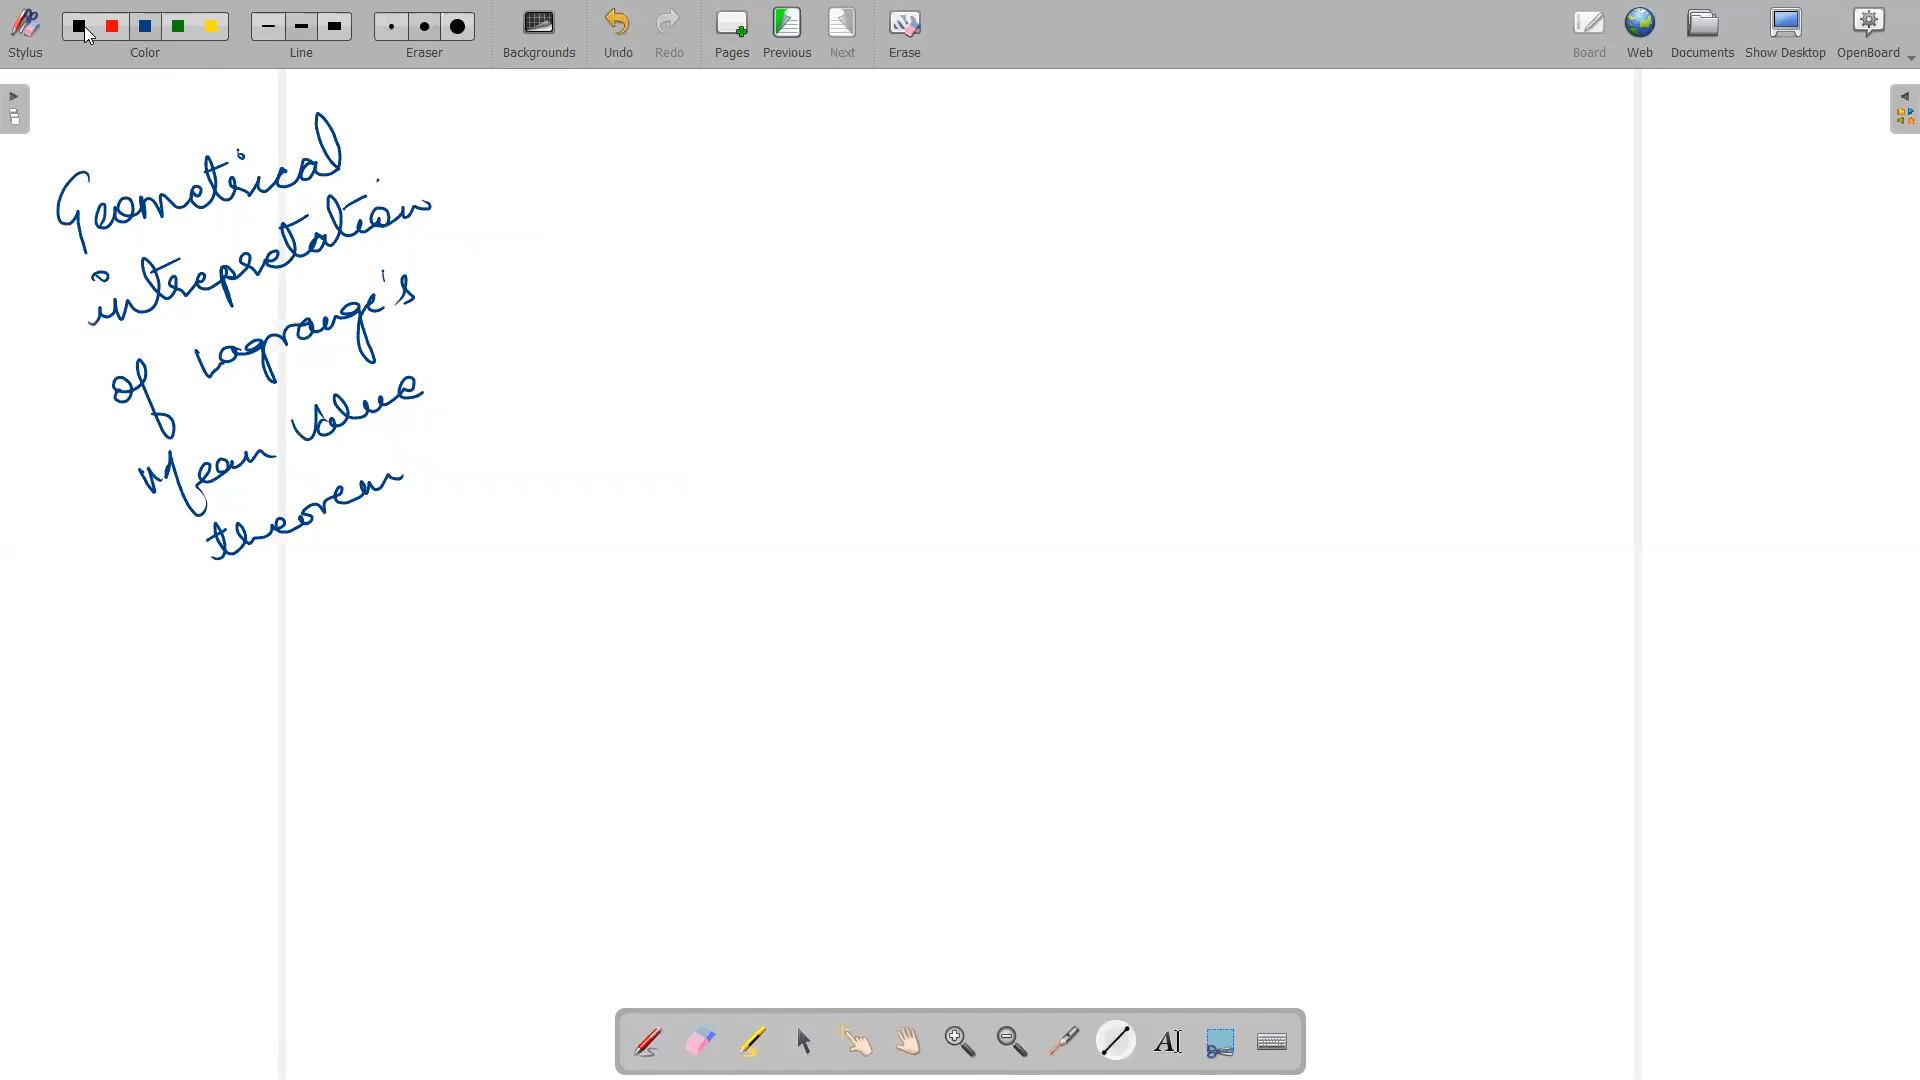 Stylus Color Line Eraser Backgrounds Undo Redo Pages Previous Next Erase Board Web Documents Show Desktop OpenBoard
Geometrical
intrepretation
of Lagrange's
Mean Value
theorem